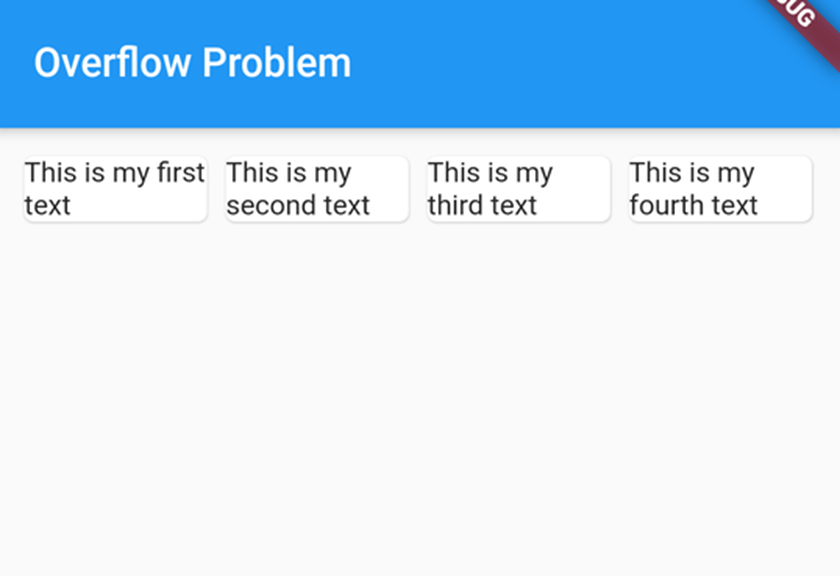 Overflow Problem
This is my first
text
This is my
second text
This is my
third text
This is my
fourth text